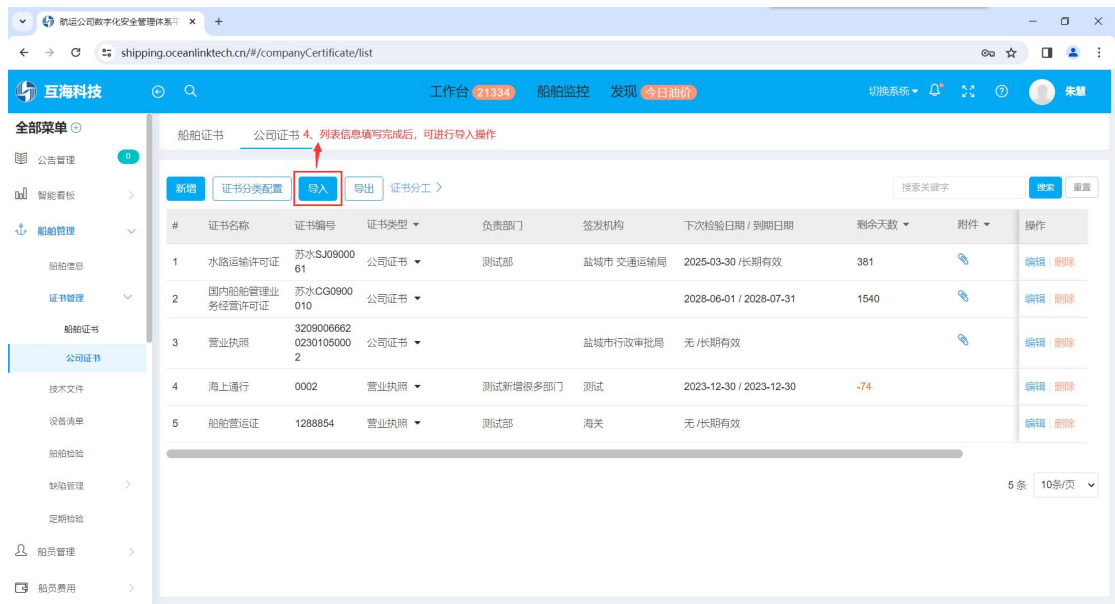 航运公司数字化安全管理体系平
shipping.oceanlinktech.cn/#/companyCertificate/list
互海科技
工作台 21334 船舶监控 发现 今日油价
切换系统
朱慧
全部菜单
公告管理 0
智能看板
船舶管理
船舶信息
证书管理
船舶证书
公司证书
技术文件
设备清单
船舶检验
缺陷管理
定期检验
船员管理
船员费用
船舶证书 公司证书 4、列表信息填写完成后，可进行导入操作
新增 证书分类配置 导入 导出 证书分工 搜索关键字 搜索 重置
# 证书名称 证书编号 证书类型 负责部门 签发机构 下次检验日期 / 到期日期 剩余天数 附件 操作
1 水路运输许可证 苏水SJ09000 公司证书 测试部 盐城市 交通运输局 2025-03-30 /长期有效 381 编辑 删除
61
2 国内船舶管理业 苏水CG0900 公司证书 2028-06-01 / 2028-07-31 1540 编辑 删除
务经营许可证 010
3209006662
3 营业执照 0230105000 公司证书 盐城市行政审批局 无 /长期有效 编辑 删除
2
4 海上通行 0002 营业执照 测试新增很多部门 测试 2023-12-30 / 2023-12-30 -74 编辑 删除
5 船舶营运证 1288854 营业执照 测试部 海关 无 /长期有效 编辑 删除
5 条 10条/页